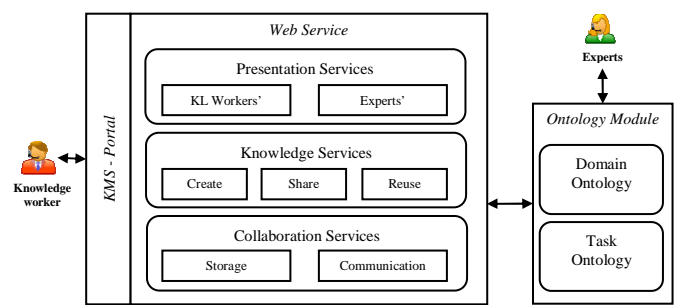 Web Service
Presentation Services
KL Workers’
Experts’
Knowledge Services
Create
Share
Reuse
Collaboration Services
Storage
Communication
KMS - Portal
Knowledge
worker
Experts
Ontology Module
Domain
Ontology
Task
Ontology